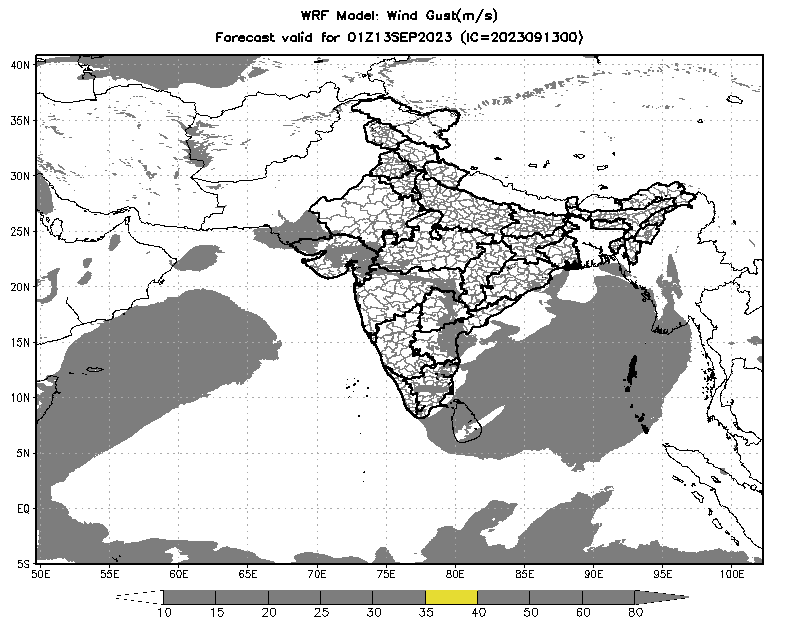 WRF Model: Wind Gust(m/s)
Forecast valid for 01Z13SEP2023 (IC=2023091300)
40N
35N
30N
25N
20N
15N
10N
5N
EQ
5S
50E 55E 60E 65E 70E 75E 80E 85E 90E 95E 100E
10 15 20 25 30 35 40 50 60 80